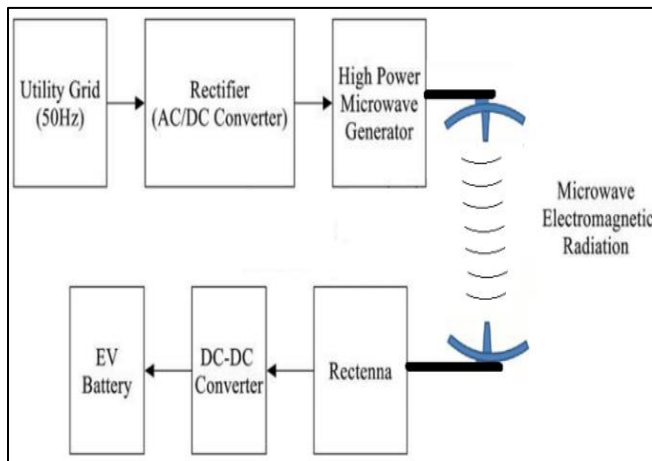 Utility Grid
(50Hz)
Rectifier
(AC/DC Converter)
High Power
Microwave
Generator
Microwave
Electromagnetic
Radiation
EV
Battery
DC-DC
Converter
Rectenna